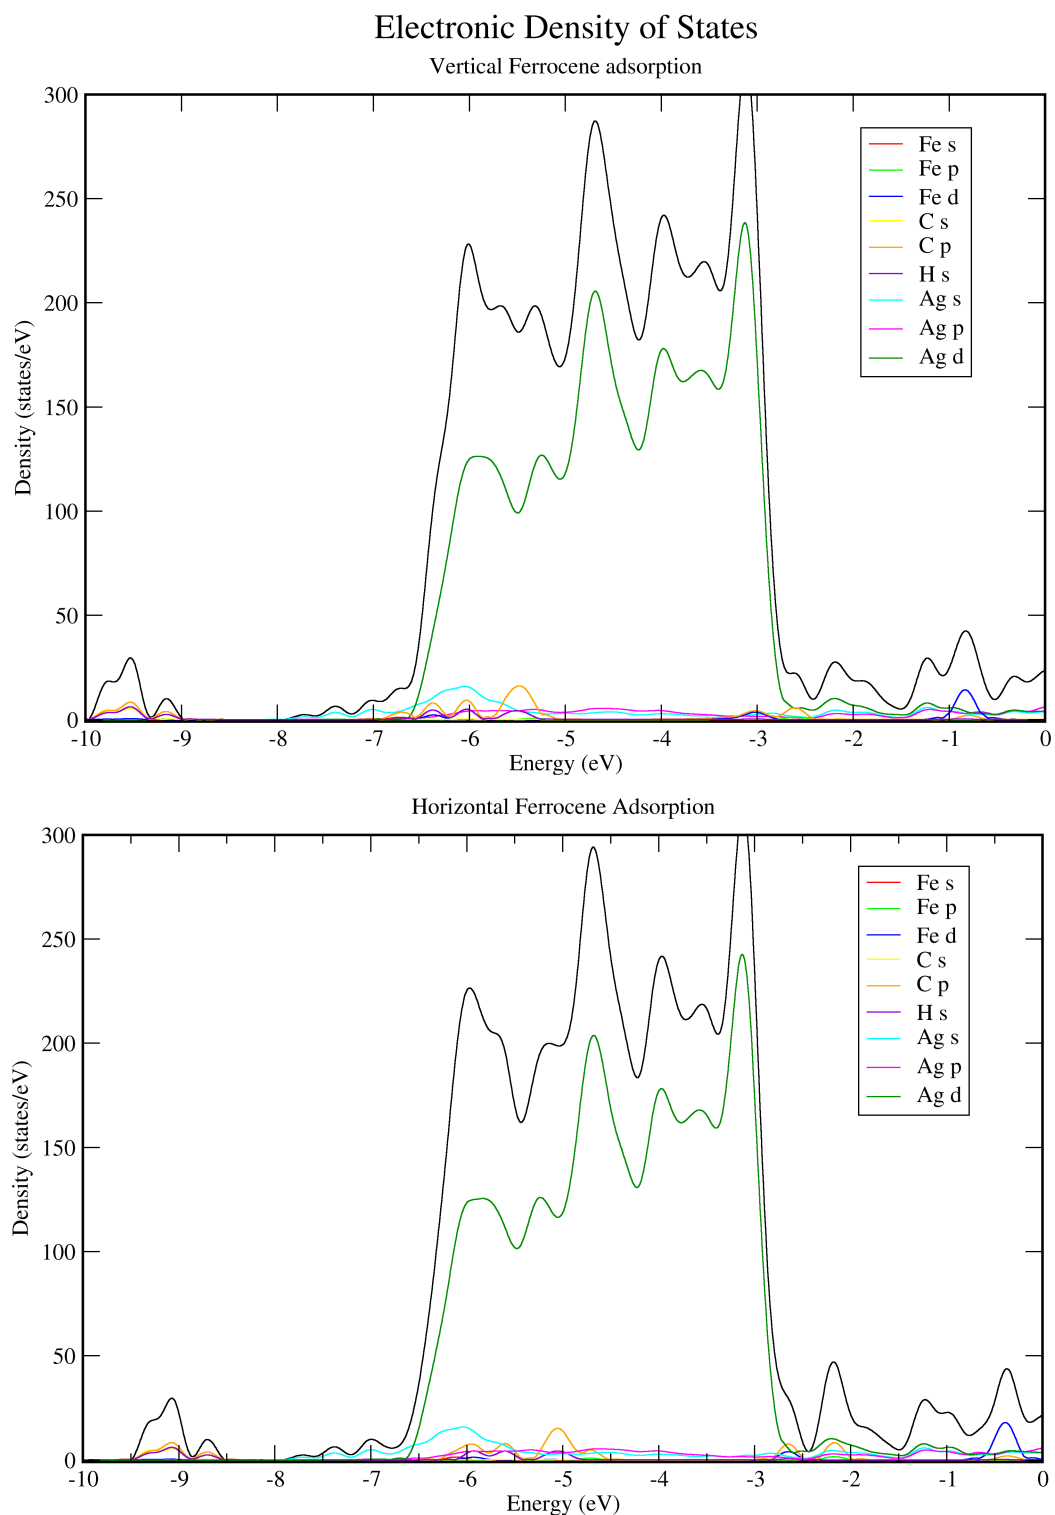 Electronic Density of States
Vertical Ferrocene adsorption
300
250
200
150
100
50
0
Density (states/eV)
Fe s
Fe p
Fe d
C s
C p
H s
Ag s
Ag p
Ag d
-10 -9 -8 -7 -6 -5 -4 -3 -2 -1 0
Energy (eV)
Horizontal Ferrocene Adsorption
300
250
200
150
100
50
0
Density (states/eV)
Fe s
Fe p
Fe d
C s
C p
H s
Ag s
Ag p
Ag d
-10 -9 -8 -7 -6 -5 -4 -3 -2 -1 0
Energy (eV)